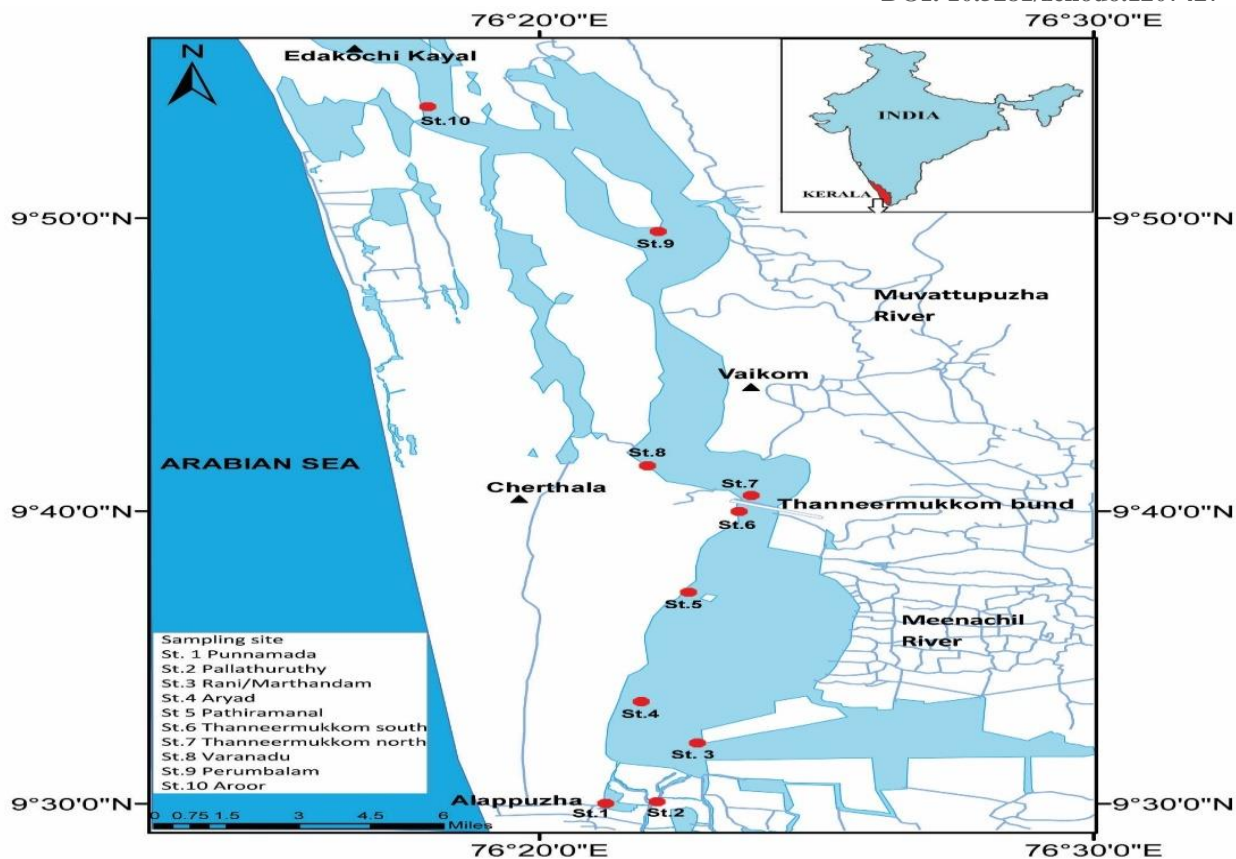 76°20'0"E
76°30'0"E
N
Edakochi Kayal
St.10
INDIA
KERALA
9°50'0"N
9°50'0"N
St.9
Muvattupuzha
River
Vaikom
ARABIAN SEA
St.8
Cherthala
St.7
Thanneermukkom bund
9°40'0"N
9°40'0"N
St.6
St.5
Meenachil
River
Sampling site
St. 1 Punnamada
St.2 Pallathuruthy
St.3 Rani/Marthandam
St.4 Aryad
St 5 Pathiramanal
St.6 Thanneermukkom south
St.7 Thanneermukkom north
St.8 Varanadu
St.9 Perumbalam
St.10 Aroor
St.4
St. 3
Alappuzha
St.1
St.2
9°30'0"N
9°30'0"N
0 0.75 1.5 3 4.5 6
Miles
76°20'0"E
76°30'0"E